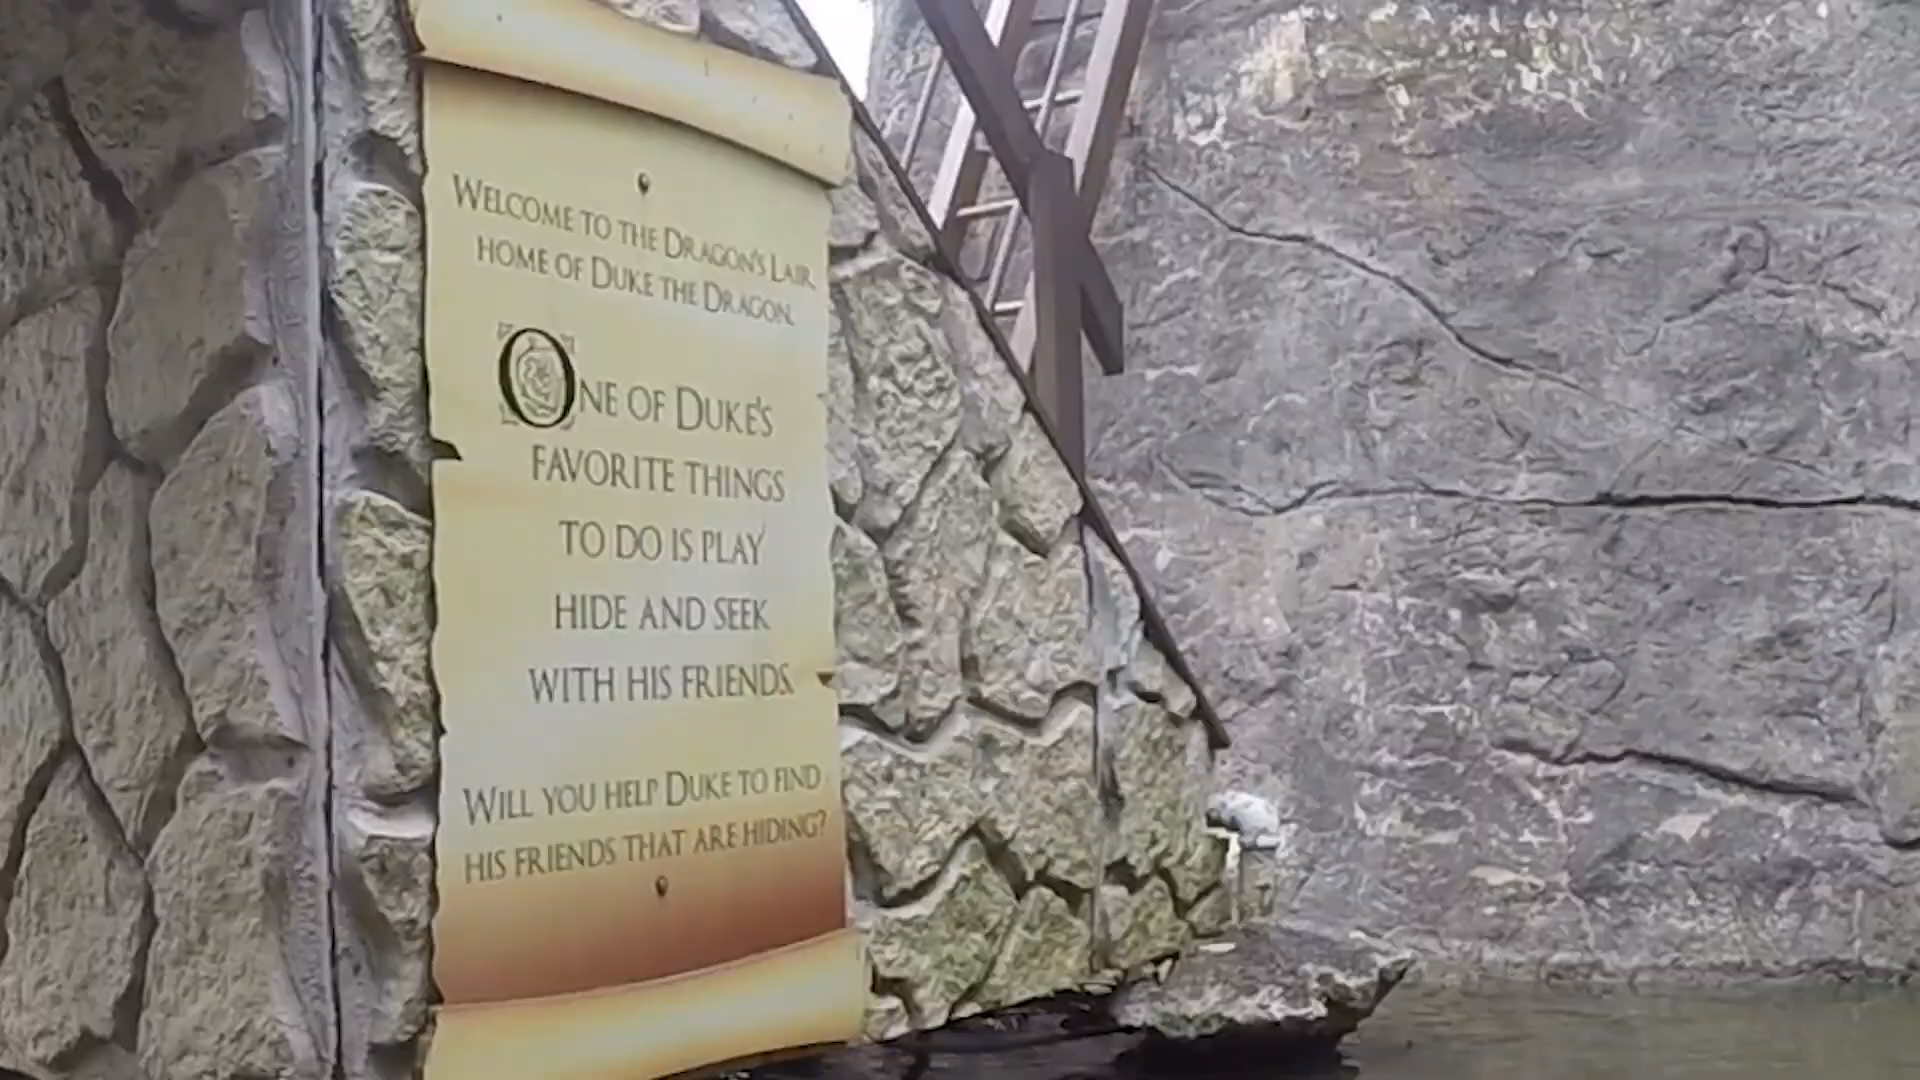 WELCOME TO THE DRAGON'S LAIR
HOME OF DUKE THE DRAGON.
ONE OF DUKE'S
FAVORITE THINGS
TO DO IS PLAY
HIDE AND SEEK
WITH HIS FRIENDS.
WILL YOU HELP DUKE TO FIND
HIS FRIENDS THAT ARE HIDING?